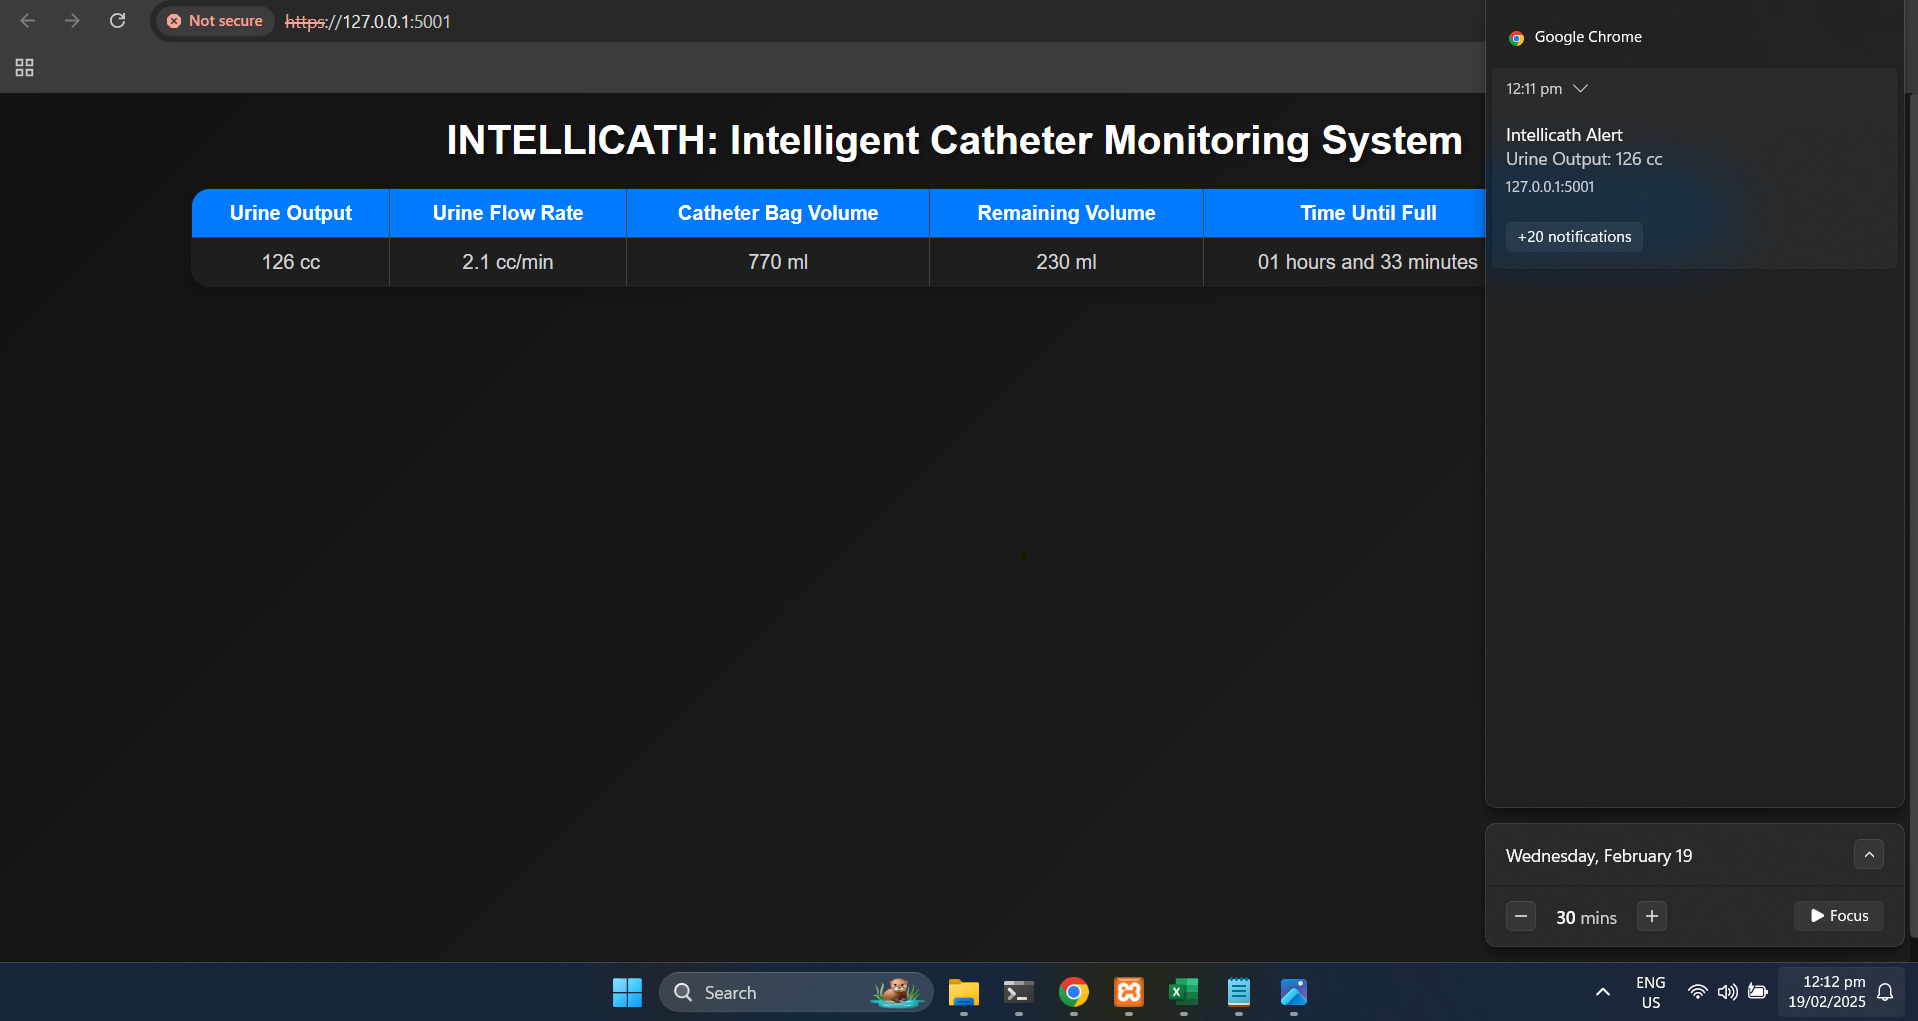 Not secure
https://127.0.0.1:5001
Google Chrome
12:11 pm
Intellicath Alert
Urine Output: 126 cc
127.0.0.1:5001
+20 notifications
INTELLICATH: Intelligent Catheter Monitoring System
Urine Output Urine Flow Rate Catheter Bag Volume Remaining Volume Time Until Full
126 cc 2.1 cc/min 770 ml 230 ml 01 hours and 33 minutes
Wednesday, February 19
30 mins
Focus
Search
ENG
US
12:12 pm
19/02/2025